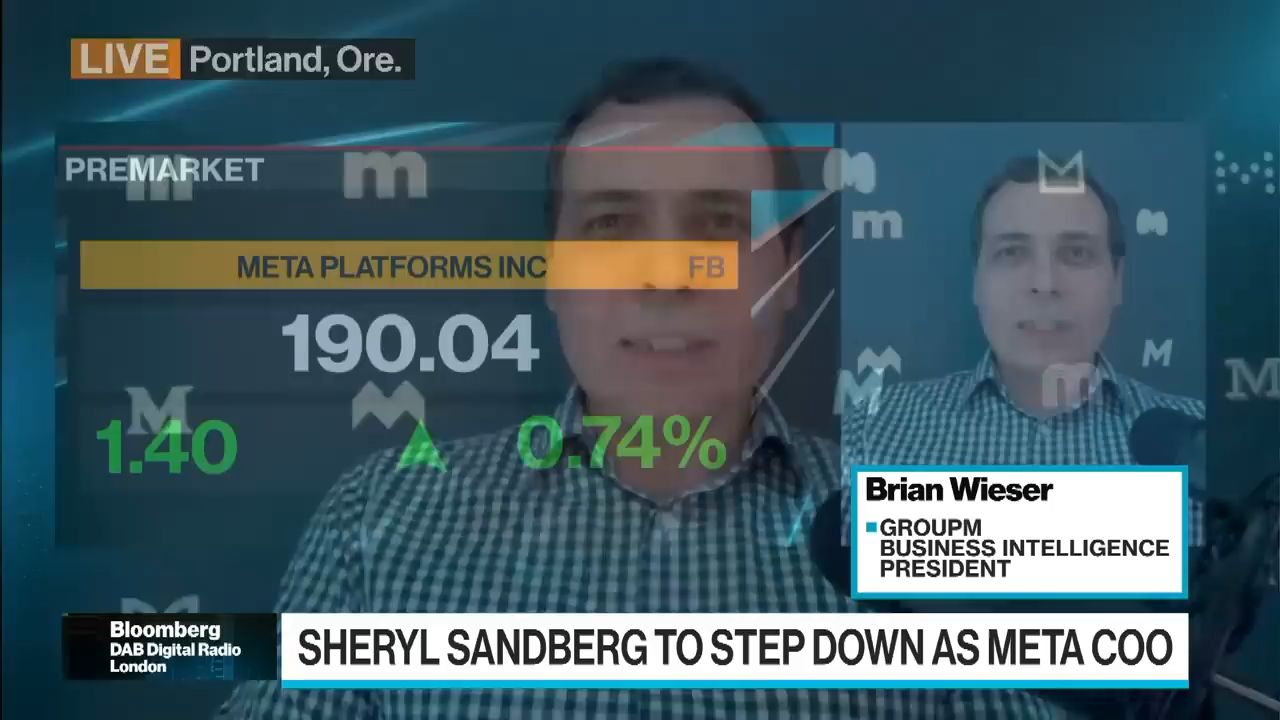 LIVE Portland, Ore.
PREMARKET
META PLATFORMS INC FB
190.04
1.40 ▲ 0.74%
Brian Wieser
GROUPM
BUSINESS INTELLIGENCE
PRESIDENT
Bloomberg
DAB Digital Radio
London
SHERYL SANDBERG TO STEP DOWN AS META COO